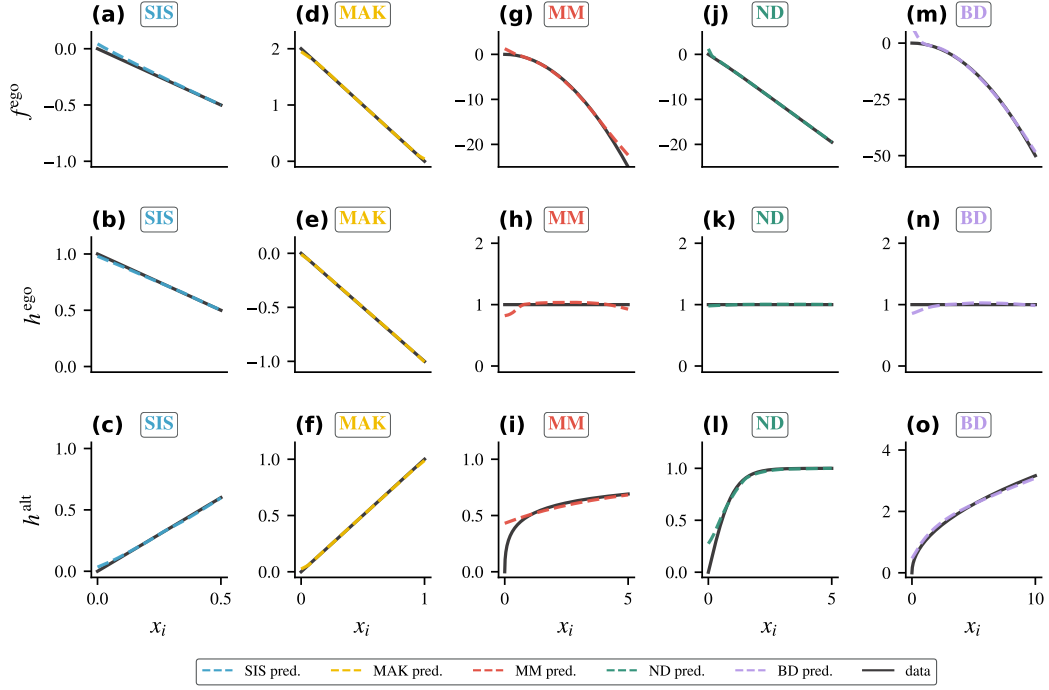 (a) SIS (d) MAK (g) MM (j) ND (m) BD
0.0 −0.5 −1.0 2 1 0 0 −10 −20 0 −10 −20 0 −25 −50
f^ego
(b) SIS (e) MAK (h) MM (k) ND (n) BD
1.0 0.5 0.0 0.0 −0.5 −1.0 2 1 0 2 1 0 2 1 0
h^ego
(c) SIS (f) MAK (i) MM (l) ND (o) BD
1.0 0.5 0.0 1.0 0.5 0.0 1.0 0.5 0.0 1.0 0.5 0.0 4 2 0
h^alt
0.0 0.5 0 1 0 5 0 5 0 10
x_i x_i x_i x_i x_i
SIS pred. MAK pred. MM pred. ND pred. BD pred. data